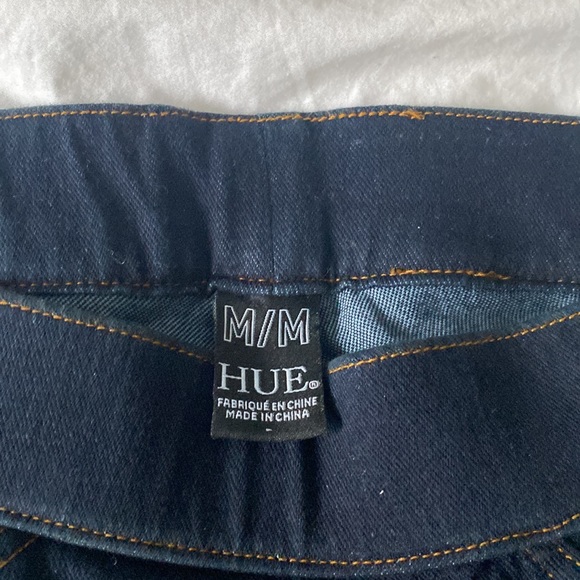 M/M
HUE®
FABRIQUÉ EN CHINE
MADE IN CHINA